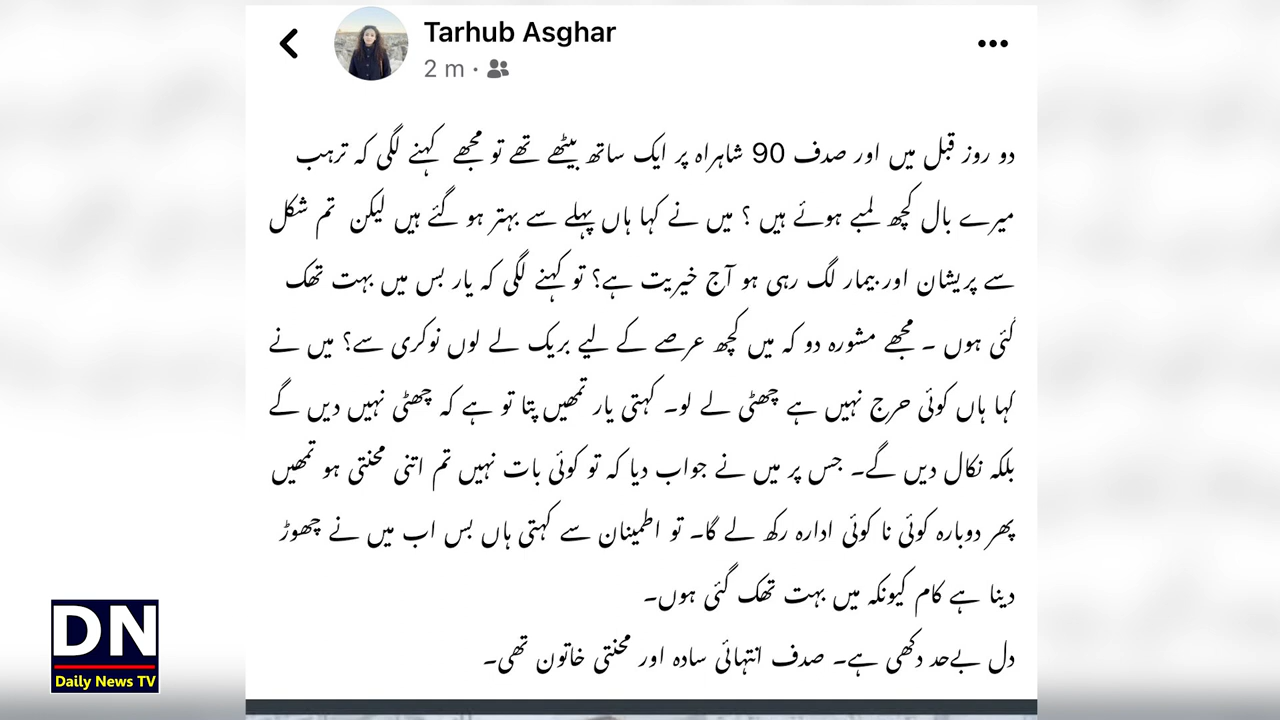 Tarhub Asghar
2 m ·
دو روز قبل میں اور صدف 90 شاہراہ پر ایک ساتھ بیٹھے تھے تو مجھے کہنے لگی کہ ترہب
میرے بال کچھ لمبے ہوئے ہیں ؟ میں نے کہا ہاں پہلے سے بہتر ہو گئے ہیں لیکن تم شکل
سے پریشان اور بیمار لگ رہی ہو آج خیریت ہے؟ تو کہنے لگی کہ یار بس میں بہت تھک
گئی ہوں ۔ مجھے مشورہ دو کہ میں کچھ عرصے کے لیے بریک لے لوں نوکری سے؟ میں نے
کہا ہاں کوئی حرج نہیں ہے چھٹی لے لو۔ کہتی یار تمھیں پتا تو ہے کہ چھٹی نہیں دیں گے
بلکہ نکال دیں گے۔ جس پر میں نے جواب دیا کہ تو کوئی بات نہیں تم اتنی محنتی ہو تمھیں
پھر دوبارہ کوئی نا کوئی ادارہ رکھ لے گا۔ تو اطمینان سے کہتی ہاں بس اب میں نے چھوڑ
دینا ہے کام کیونکہ میں بہت تھک گئی ہوں۔
دل بےحد دکھی ہے۔ صدف انتہائی سادہ اور محنتی خاتون تھی۔
DN
Daily News TV